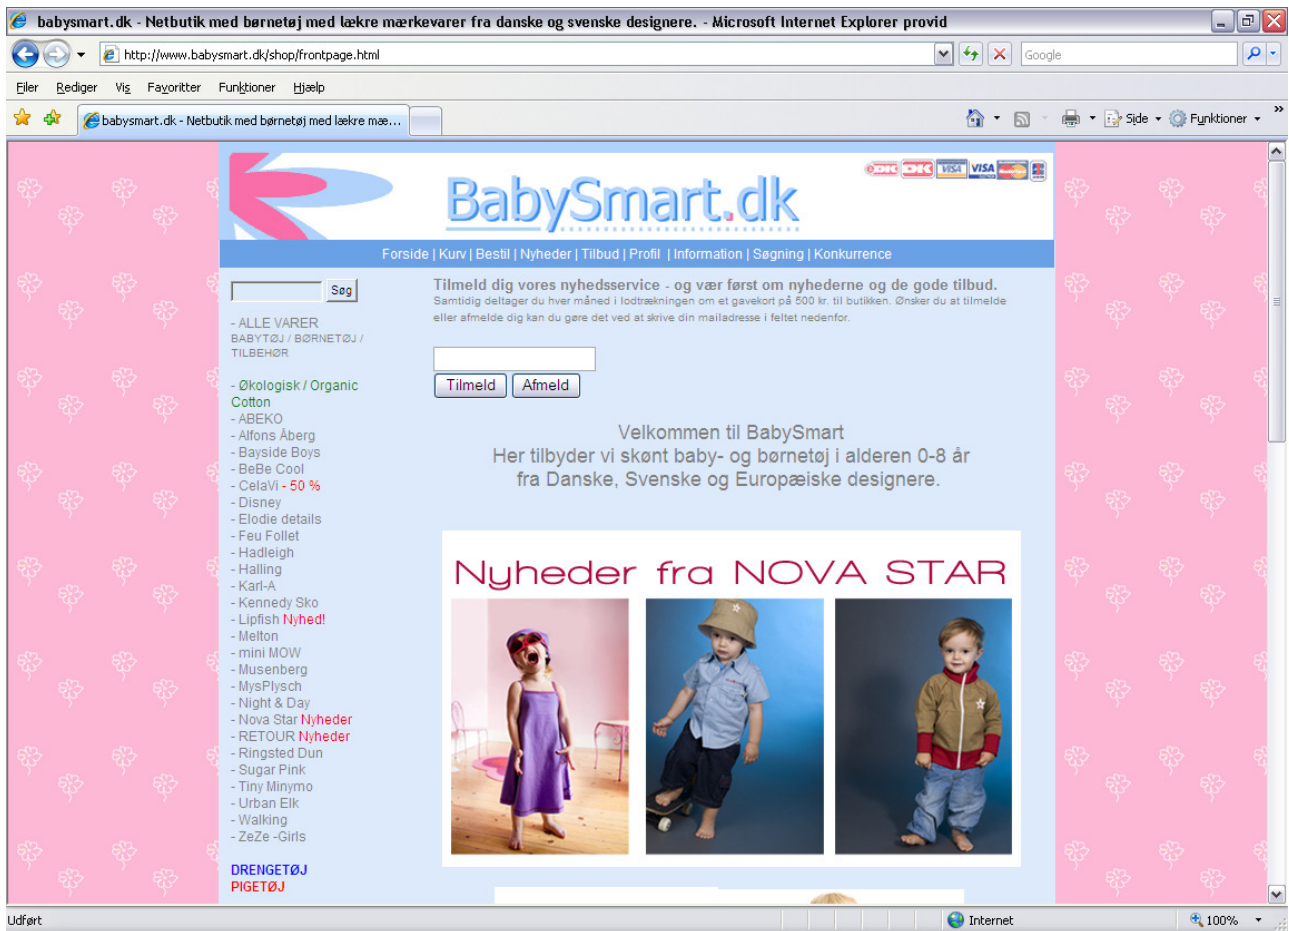 babysmart.dk - Netbutik med børnetøj med lækre mærkevarer fra danske og svenske designere. - Microsoft Internet Explorer provid
http://www.babysmart.dk/shop/frontpage.html
Google
Filer Rediger Vis Favoritter Funktioner Hjælp
babysmart.dk - Netbutik med børnetøj med lækre mæ...
Side Funktioner »
BabySmart.dk
DK VISA VISA
Forside | Kurv | Bestil | Nyheder | Tilbud | Profil | Information | Søgning | Konkurrence
Søg
- ALLE VARER
BABYTØJ / BØRNETØJ /
TILBEHØR
- Økologisk / Organic
Cotton
- ABEKO
- Alfons Åberg
- Bayside Boys
- BeBe Cool
- CelaVi - 50 %
- Disney
- Elodie details
- Feu Follet
- Hadleigh
- Halling
- Karl-A
- Kennedy Sko
- Lipfish Nyhed!
- Melton
- mini MOW
- Musenberg
- MysPlysch
- Night & Day
- Nova Star Nyheder
- RETOUR Nyheder
- Ringsted Dun
- Sugar Pink
- Tiny Minymo
- Urban Elk
- Walking
- ZeZe -Girls
DRENGETØJ
PIGETØJ
Tilmeld dig vores nyhedsservice - og vær først om nyhederne og de gode tilbud.
Samtidig deltager du hver måned i lodtrækningen om et gavekort på 500 kr. til butikken. Ønsker du at tilmelde
eller afmelde dig kan du gøre det ved at skrive din mailadresse i feltet nedenfor.
Tilmeld Afmeld
Velkommen til BabySmart
Her tilbyder vi skønt baby- og børnetøj i alderen 0-8 år
fra Danske, Svenske og Europæiske designere.
Nyheder fra NOVA STAR
Udført
Internet
100%